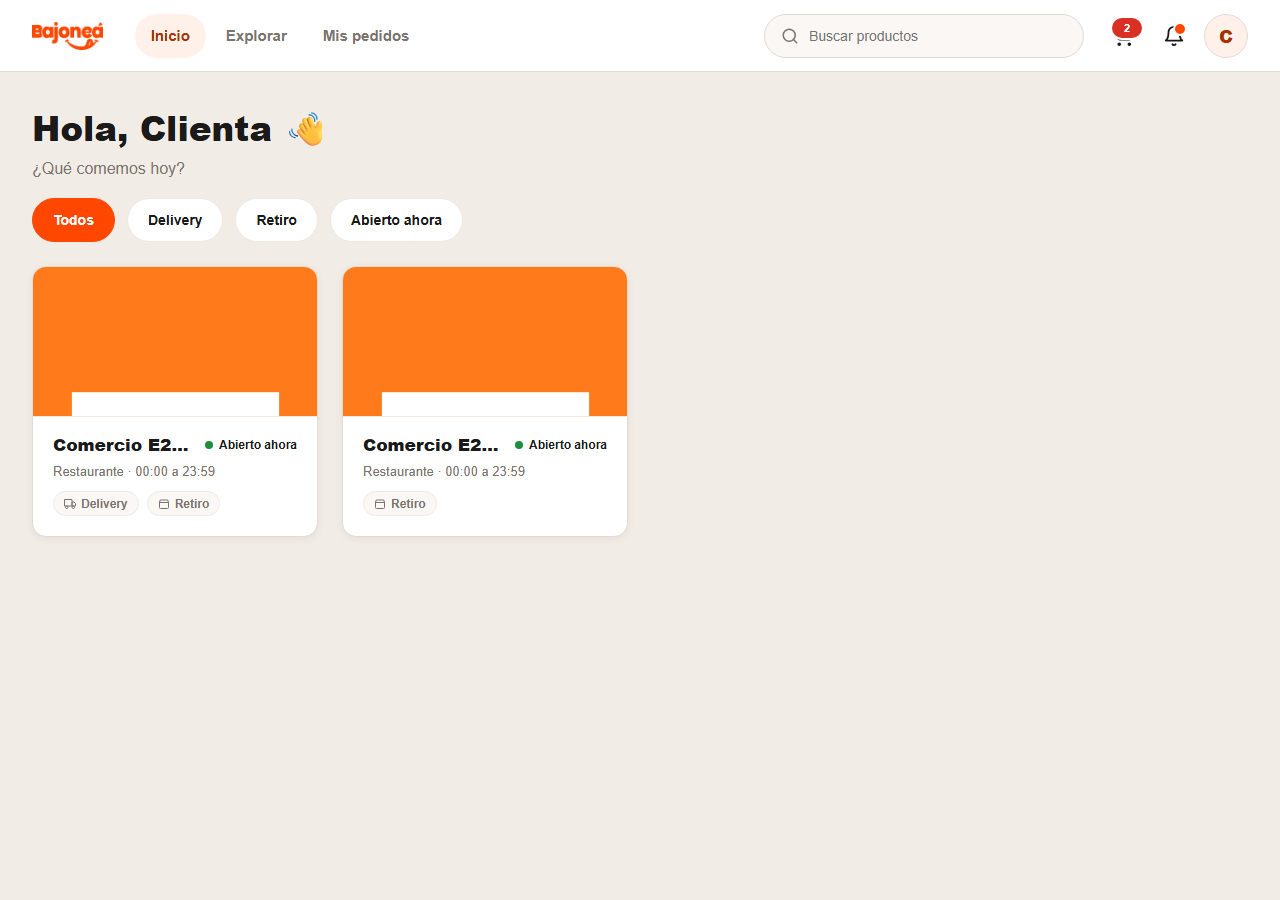 Bajoneá
Inicio
Explorar
Mis pedidos
Buscar productos
2
C
Hola, Clienta 👋
¿Qué comemos hoy?
Todos
Delivery
Retiro
Abierto ahora
Comercio E2...
Abierto ahora
Restaurante · 00:00 a 23:59
Delivery
Retiro
Comercio E2...
Abierto ahora
Restaurante · 00:00 a 23:59
Retiro